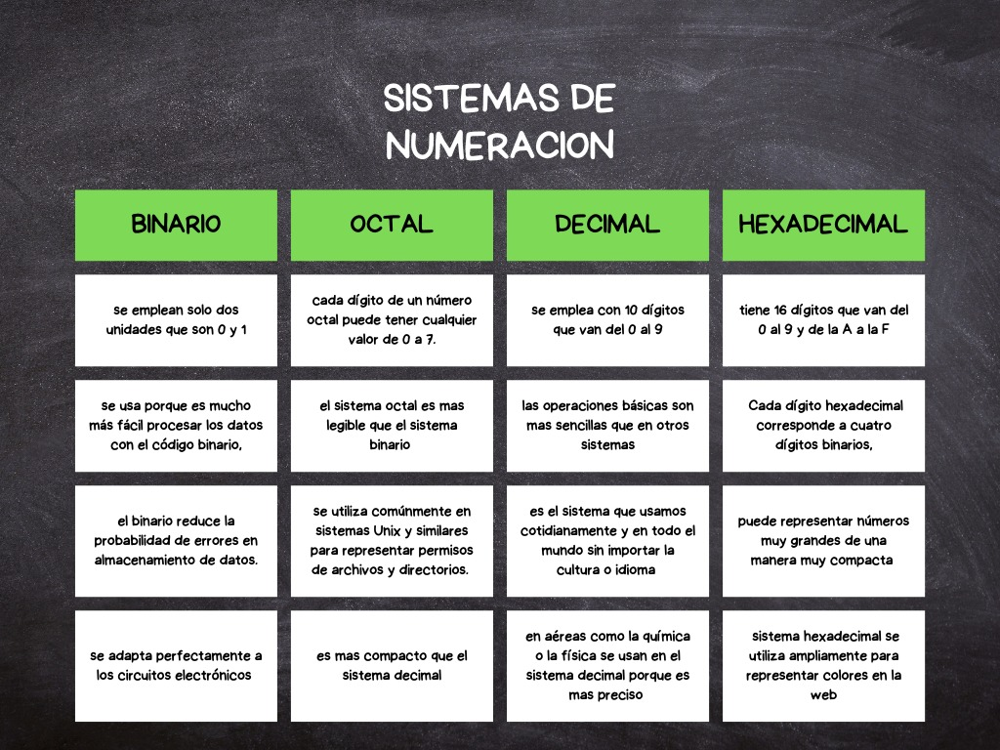 SISTEMAS DE
NUMERACION
BINARIO
OCTAL
DECIMAL
HEXADECIMAL
se emplean solo dos
unidades que son 0 y 1
cada dígito de un número
octal puede tener cualquier
valor de 0 a 7.
se emplea con 10 dígitos
que van del 0 al 9
tiene 16 dígitos que van del
0 al 9 y de la A a la F
se usa porque es mucho
más fácil procesar los datos
con el código binario,
el sistema octal es mas
legible que el sistema
binario
las operaciones básicas son
mas sencillas que en otros
sistemas
Cada dígito hexadecimal
corresponde a cuatro
dígitos binarios,
el binario reduce la
probabilidad de errores en
almacenamiento de datos.
se utiliza comúnmente en
sistemas Unix y similares
para representar permisos
de archivos y directorios.
es el sistema que usamos
cotidianamente y en todo el
mundo sin importar la
cultura o idioma
puede representar números
muy grandes de una
manera muy compacta
se adapta perfectamente a
los circuitos electrónicos
es mas compacto que el
sistema decimal
en aéreas como la química
o la física se usan en el
sistema decimal porque es
mas preciso
sistema hexadecimal se
utiliza ampliamente para
representar colores en la
web